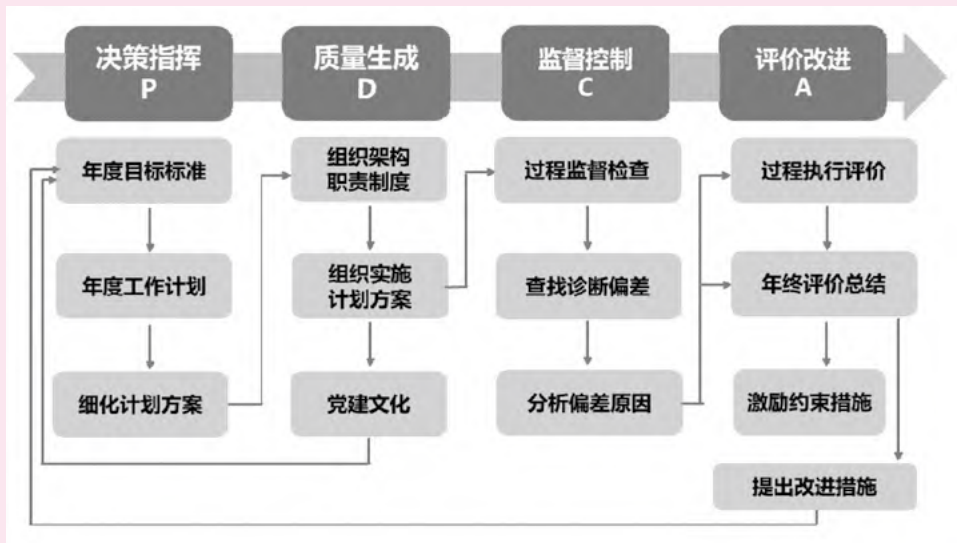 决策指挥
P
质量生成
D
监督控制
C
评价改进
A
年度目标标准
年度工作计划
细化计划方案
组织架构
职责制度
组织实施
计划方案
党建文化
过程监督检查
查找诊断偏差
分析偏差原因
过程执行评价
年终评价总结
激励约束措施
提出改进措施